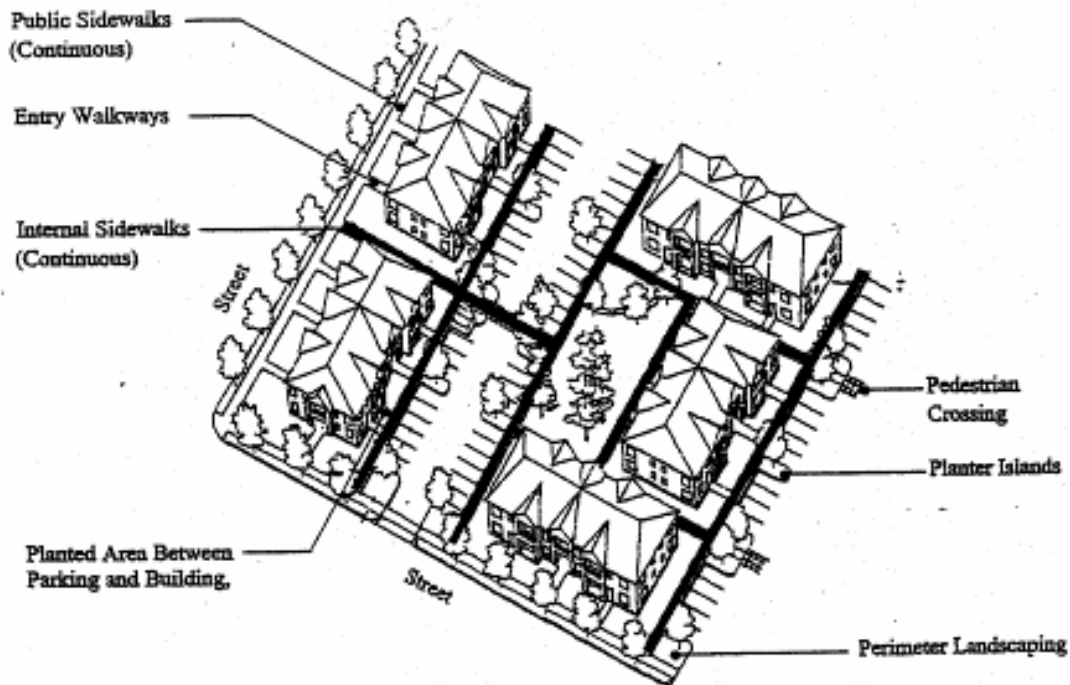 Public Sidewalks
(Continuous)
Entry Walkways
Internal Sidewalks
(Continuous)
Street
Pedestrian
Crossing
Planter Islands
Planted Area Between
Parking and Building,
Street
Perimeter Landscaping